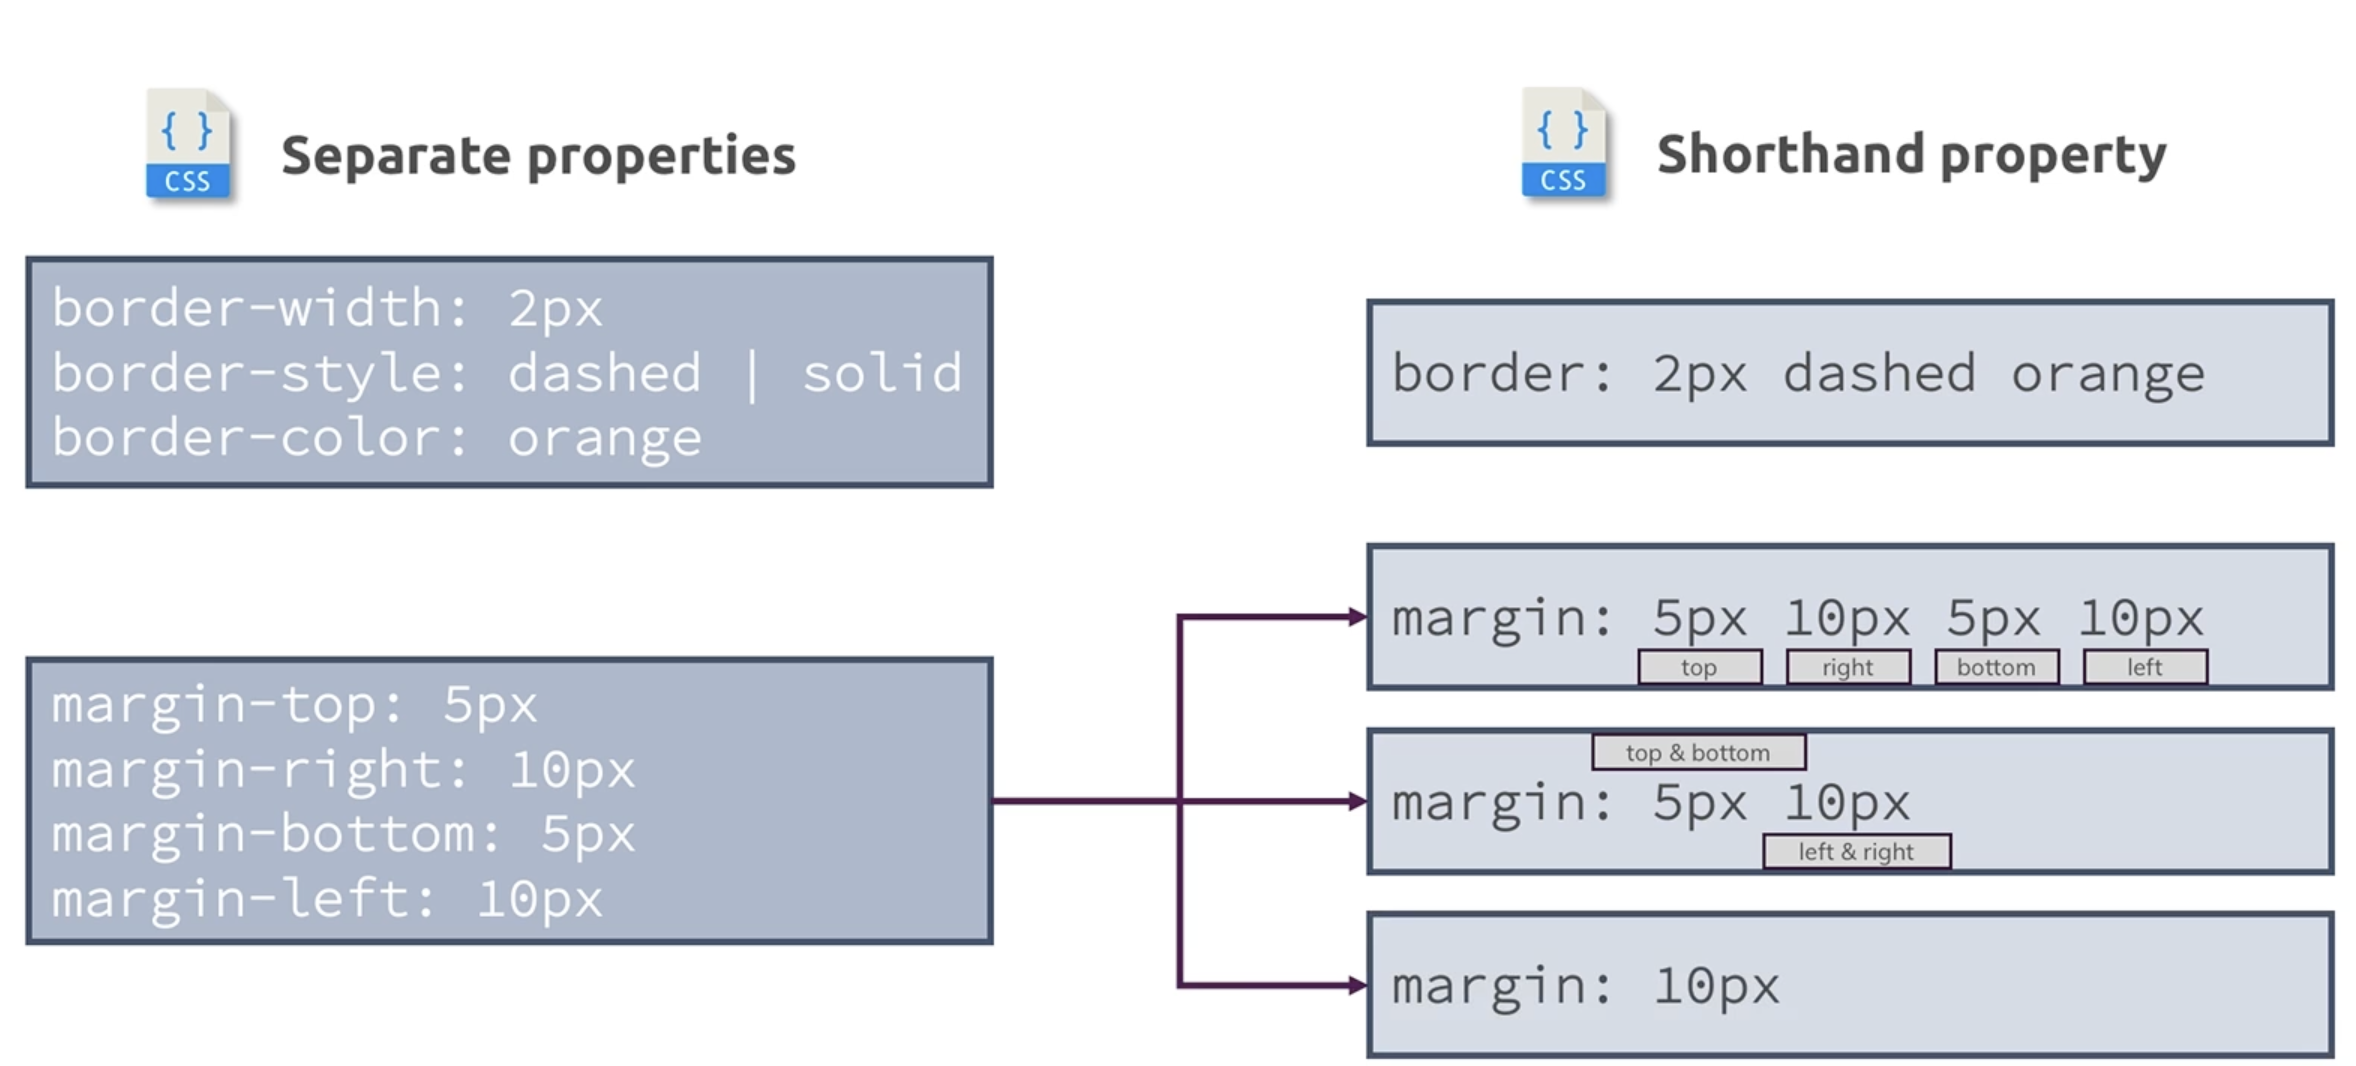 { }
CSS
Separate properties
{ }
CSS
Shorthand property
border-width: 2px
border-style: dashed | solid
border-color: orange
border: 2px dashed orange
margin-top: 5px
margin-right: 10px
margin-bottom: 5px
margin-left: 10px
margin: 5px 10px 5px 10px
top right bottom left
top & bottom
margin: 5px 10px
left & right
margin: 10px